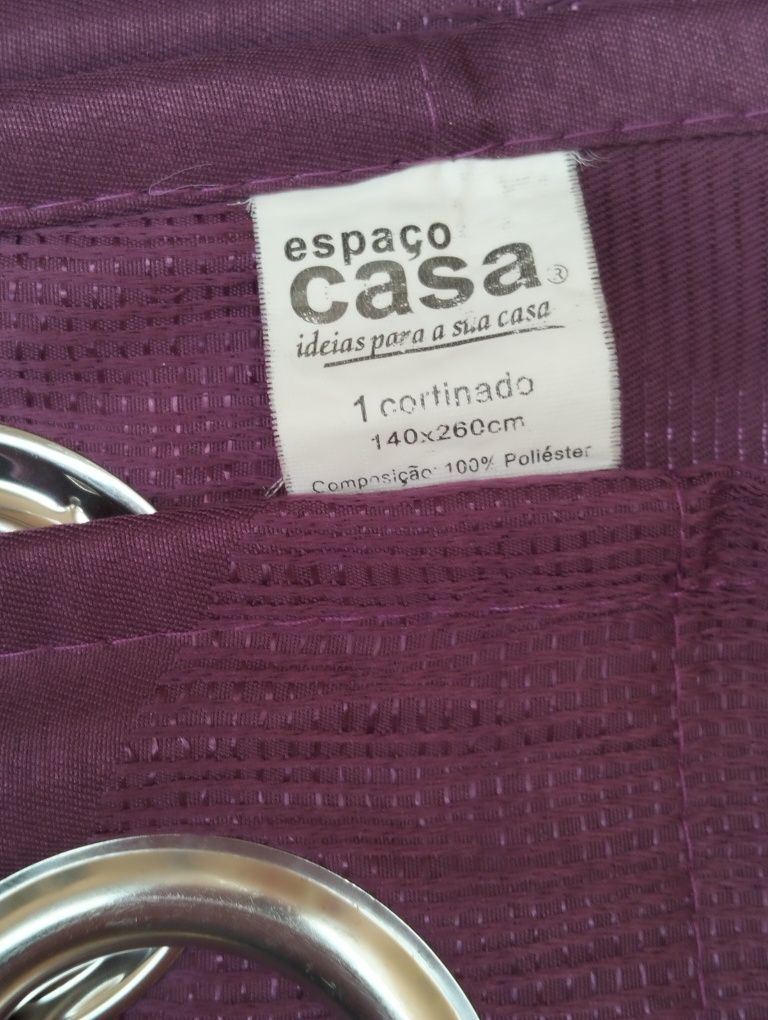 espaço
casa®
ideias para a sua casa
1 cortinado
140x260cm
Composição: 100% Poliéster